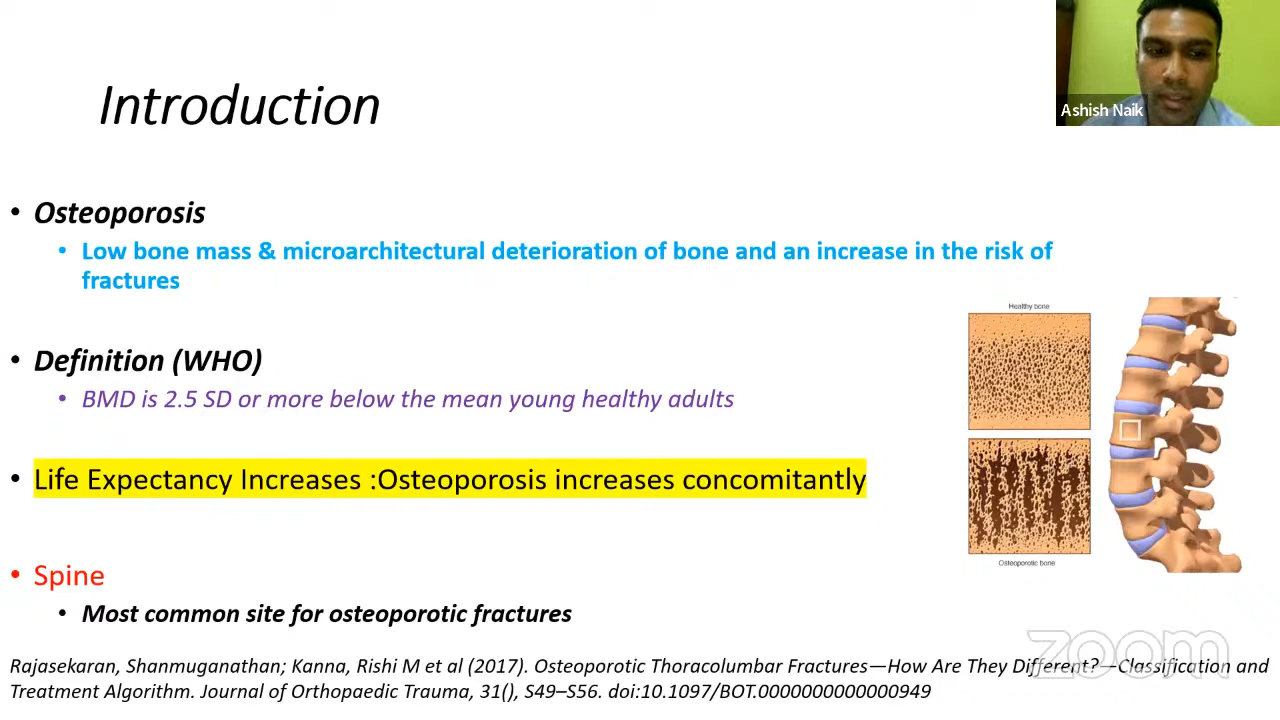 Introduction
Ashish Naik
• Osteoporosis
• Low bone mass & microarchitectural deterioration of bone and an increase in the risk of
fractures
Healthy bone
• Definition (WHO)
• BMD is 2.5 SD or more below the mean young healthy adults
• Life Expectancy Increases :Osteoporosis increases concomitantly
Osteoporotic bone
• Spine
• Most common site for osteoporotic fractures
zoom
Rajasekaran, Shanmuganathan; Kanna, Rishi M et al (2017). Osteoporotic Thoracolumbar Fractures—How Are They Different?—Classification and
Treatment Algorithm. Journal of Orthopaedic Trauma, 31(), S49–S56. doi:10.1097/BOT.0000000000000949